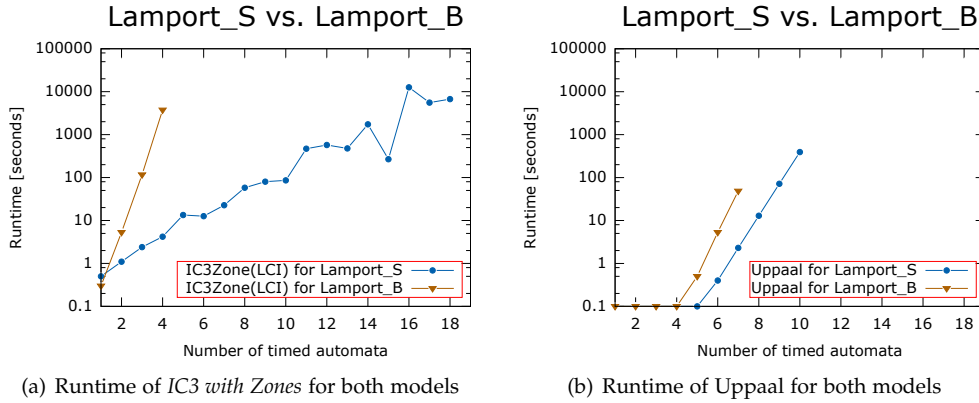 Lamport_S vs. Lamport_B
100000
10000
1000
100
10
1
0.1
Runtime [seconds]
IC3Zone(LCI) for Lamport_S
IC3Zone(LCI) for Lamport_B
2 4 6 8 10 12 14 16 18
Number of timed automata
(a) Runtime of IC3 with Zones for both models
Lamport_S vs. Lamport_B
100000
10000
1000
100
10
1
0.1
Runtime [seconds]
Uppaal for Lamport_S
Uppaal for Lamport_B
2 4 6 8 10 12 14 16 18
Number of timed automata
(b) Runtime of Uppaal for both models